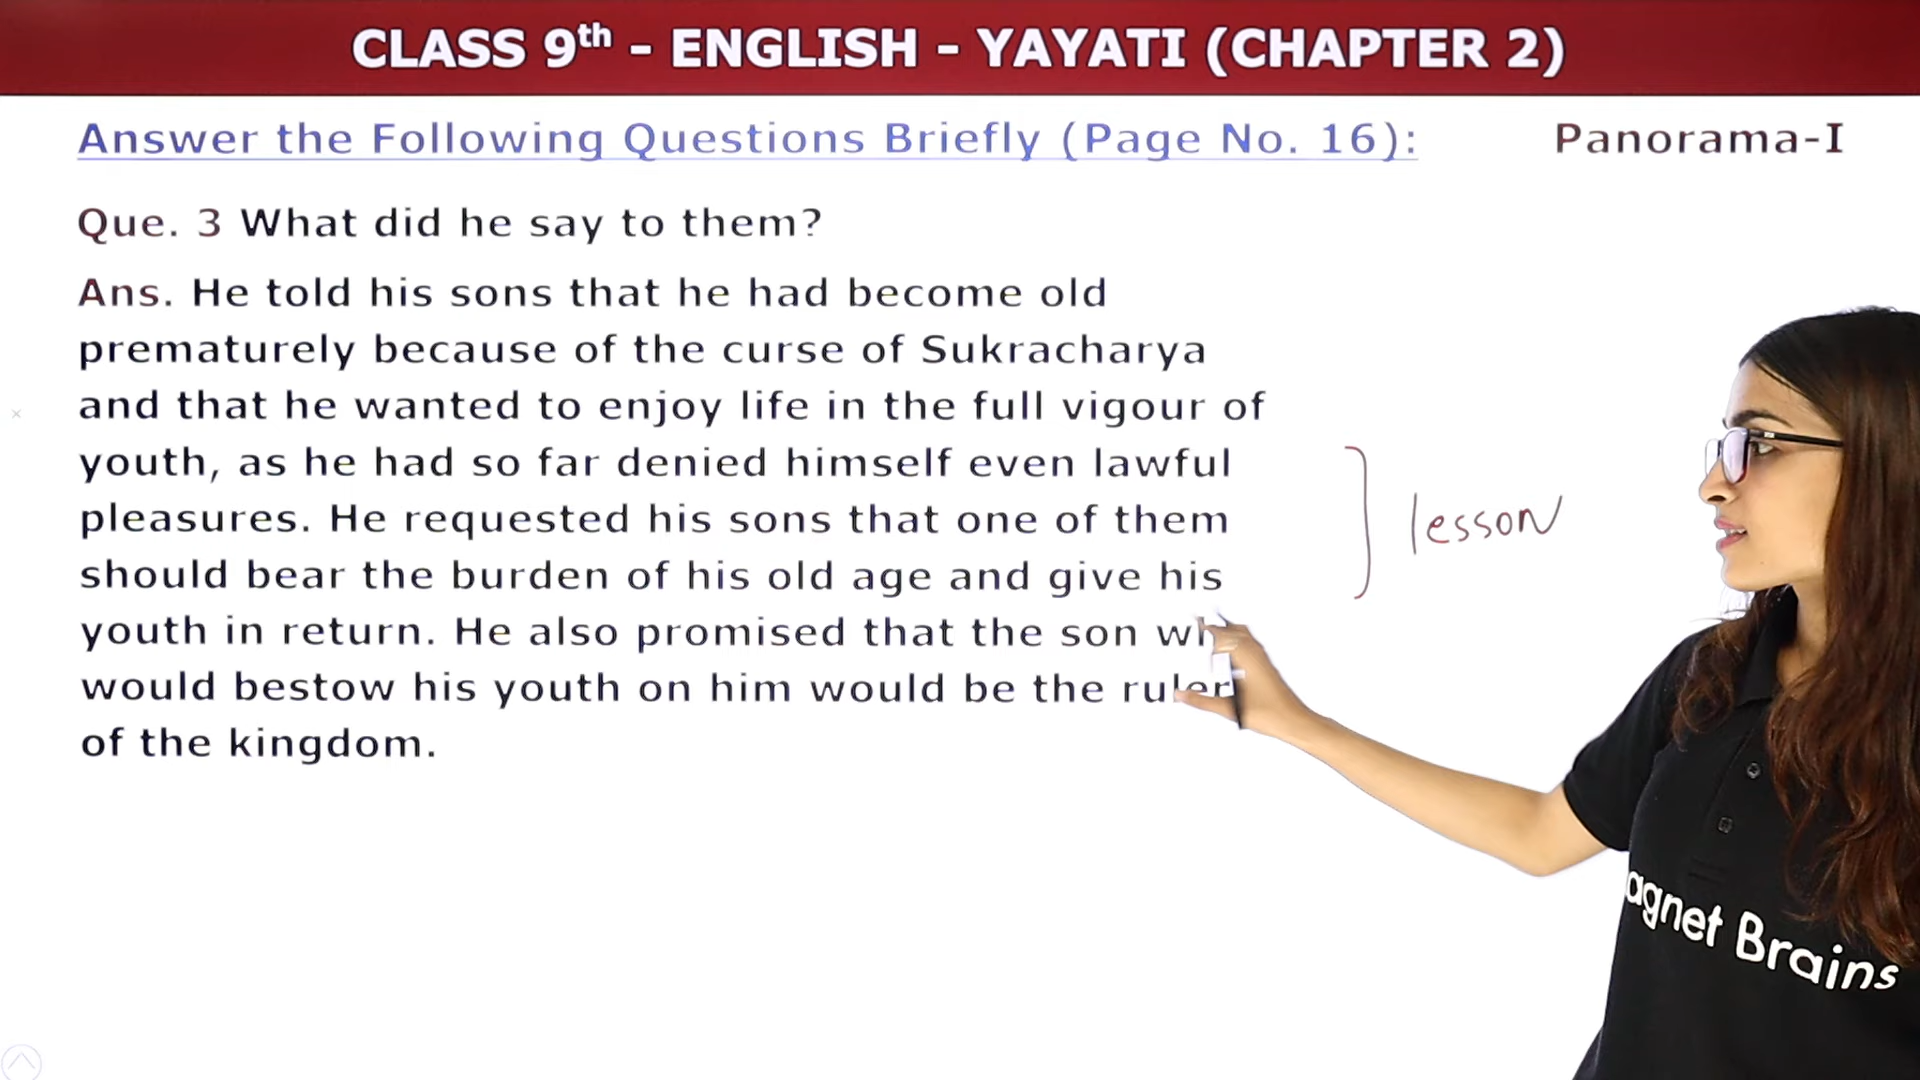 CLASS 9th - ENGLISH - YAYATI (CHAPTER 2)
Answer the Following Questions Briefly (Page No. 16): Panorama-I
Que. 3 What did he say to them?
Ans. He told his sons that he had become old
prematurely because of the curse of Sukracharya
and that he wanted to enjoy life in the full vigour of
youth, as he had so far denied himself even lawful
pleasures. He requested his sons that one of them
should bear the burden of his old age and give his
youth in return. He also promised that the son
would bestow his youth on him would be the ruler
of the kingdom.
lesson
agnet Brains